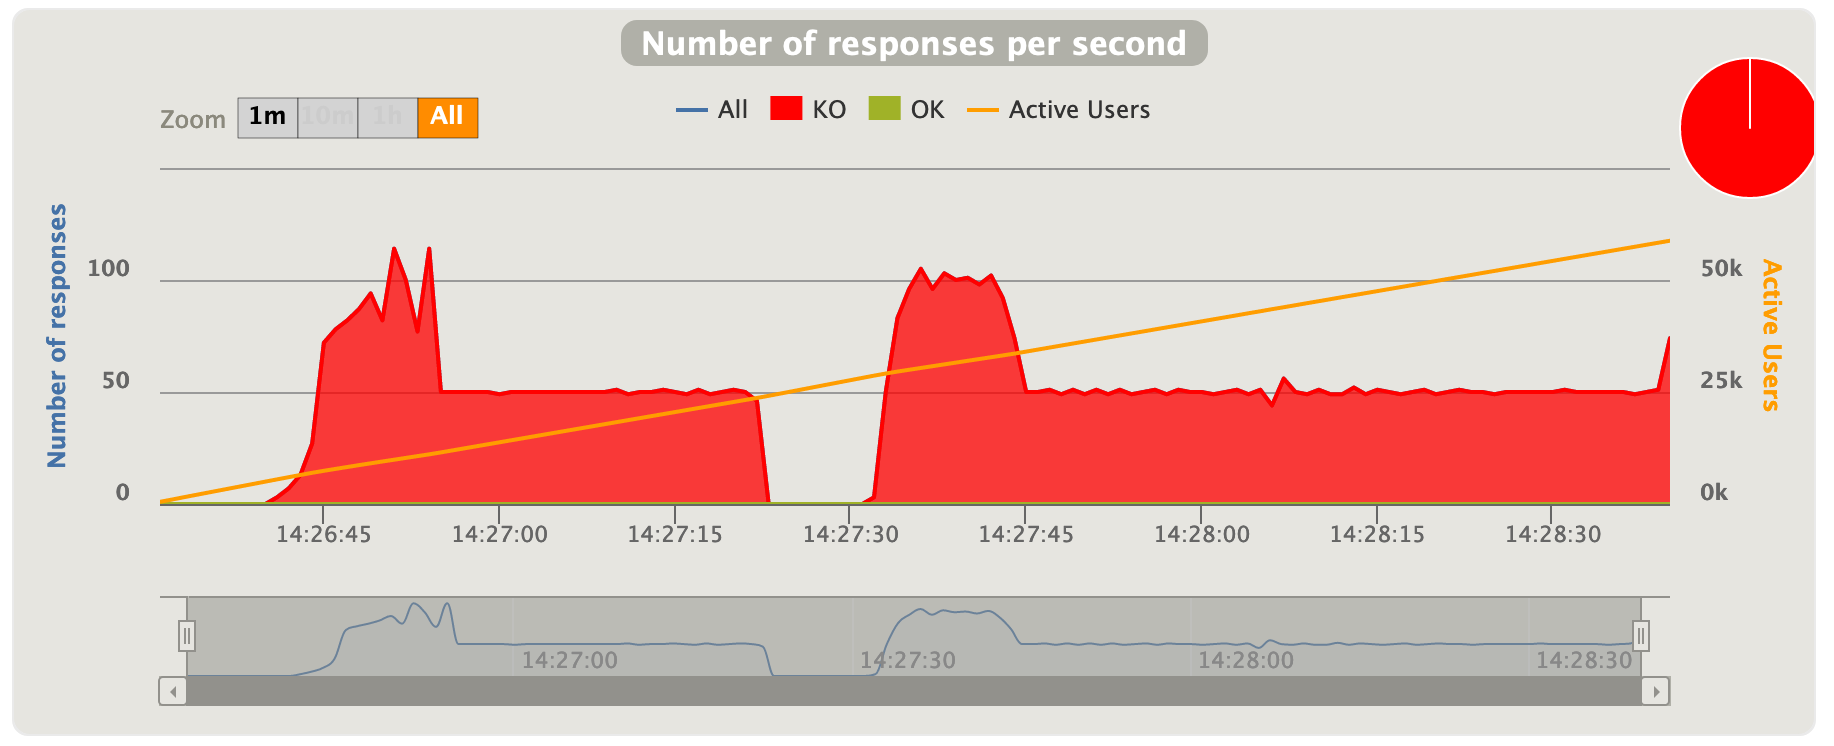 Number of responses per second
Zoom 1m 10m 1h All
All KO OK Active Users
Number of responses
100
50
0
50k
25k
0k
Active Users
14:26:45 14:27:00 14:27:15 14:27:30 14:27:45 14:28:00 14:28:15 14:28:30
14:27:00 14:27:30 14:28:00 14:28:30